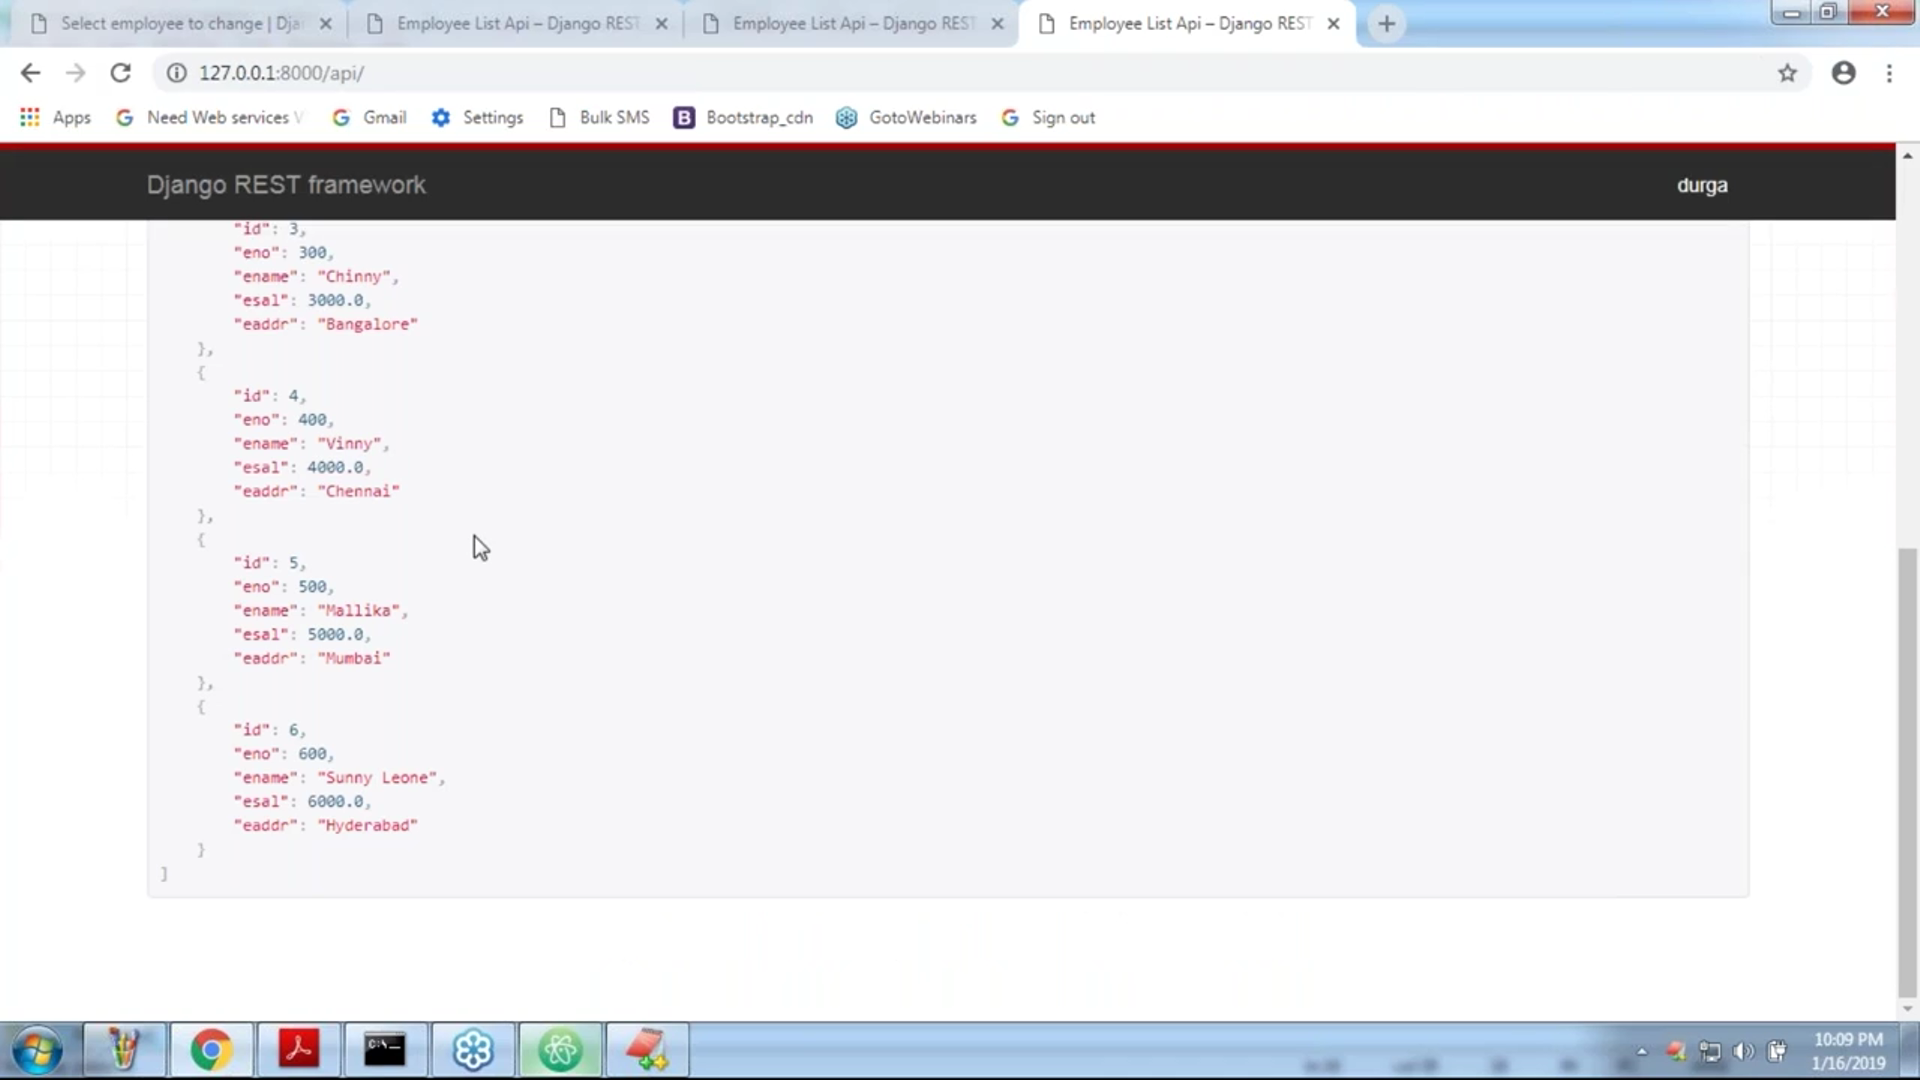 Select employee to change | Dja
Employee List Api – Django REST
Employee List Api – Django REST
Employee List Api – Django REST
127.0.0.1:8000/api/
Apps
Need Web services
Gmail
Settings
Bulk SMS
Bootstrap_cdn
GotoWebinars
Sign out
Django REST framework
durga
"id": 3,
"eno": 300,
"ename": "Chinny",
"esal": 3000.0,
"eaddr": "Bangalore"
},
{
"id": 4,
"eno": 400,
"ename": "Vinny",
"esal": 4000.0,
"eaddr": "Chennai"
},
{
"id": 5,
"eno": 500,
"ename": "Mallika",
"esal": 5000.0,
"eaddr": "Mumbai"
},
{
"id": 6,
"eno": 600,
"ename": "Sunny Leone",
"esal": 6000.0,
"eaddr": "Hyderabad"
}
]
10:09 PM
1/16/2019